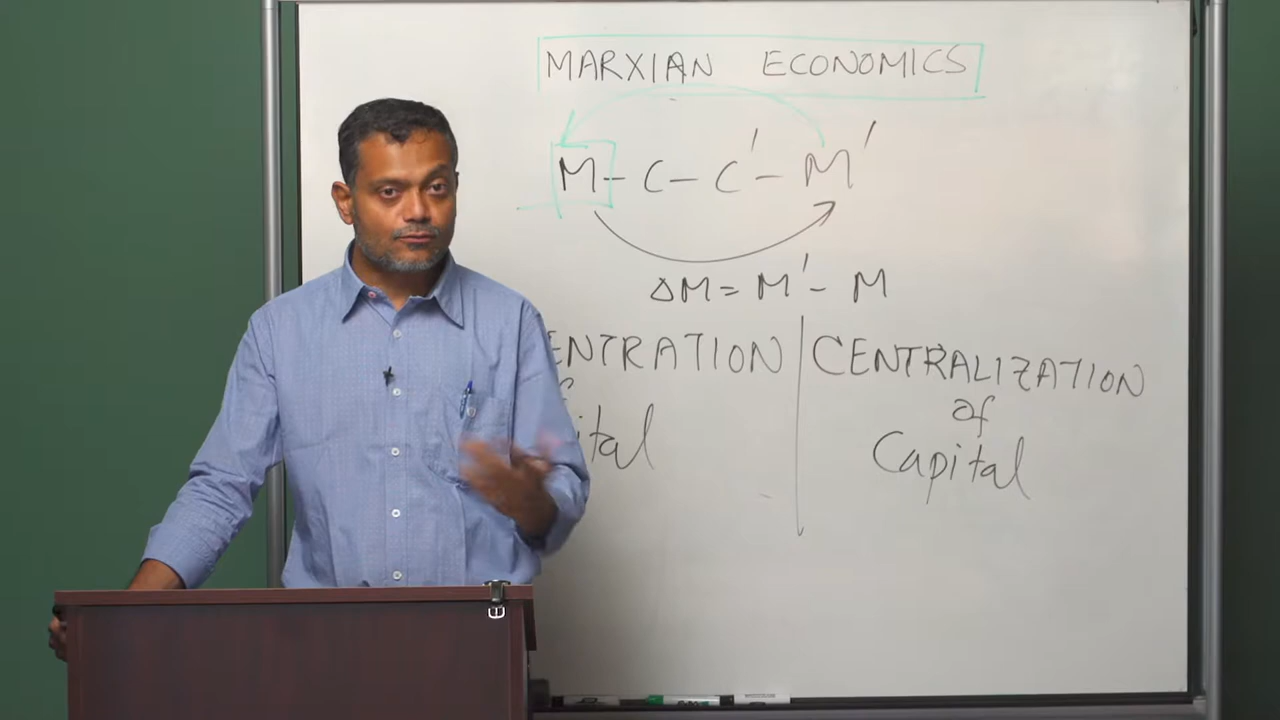 MARXIAN ECONOMICS
M - C - C' - M'
ΔM = M' - M
ENTRATION
CENTRALIZATION
of
ital
Capital